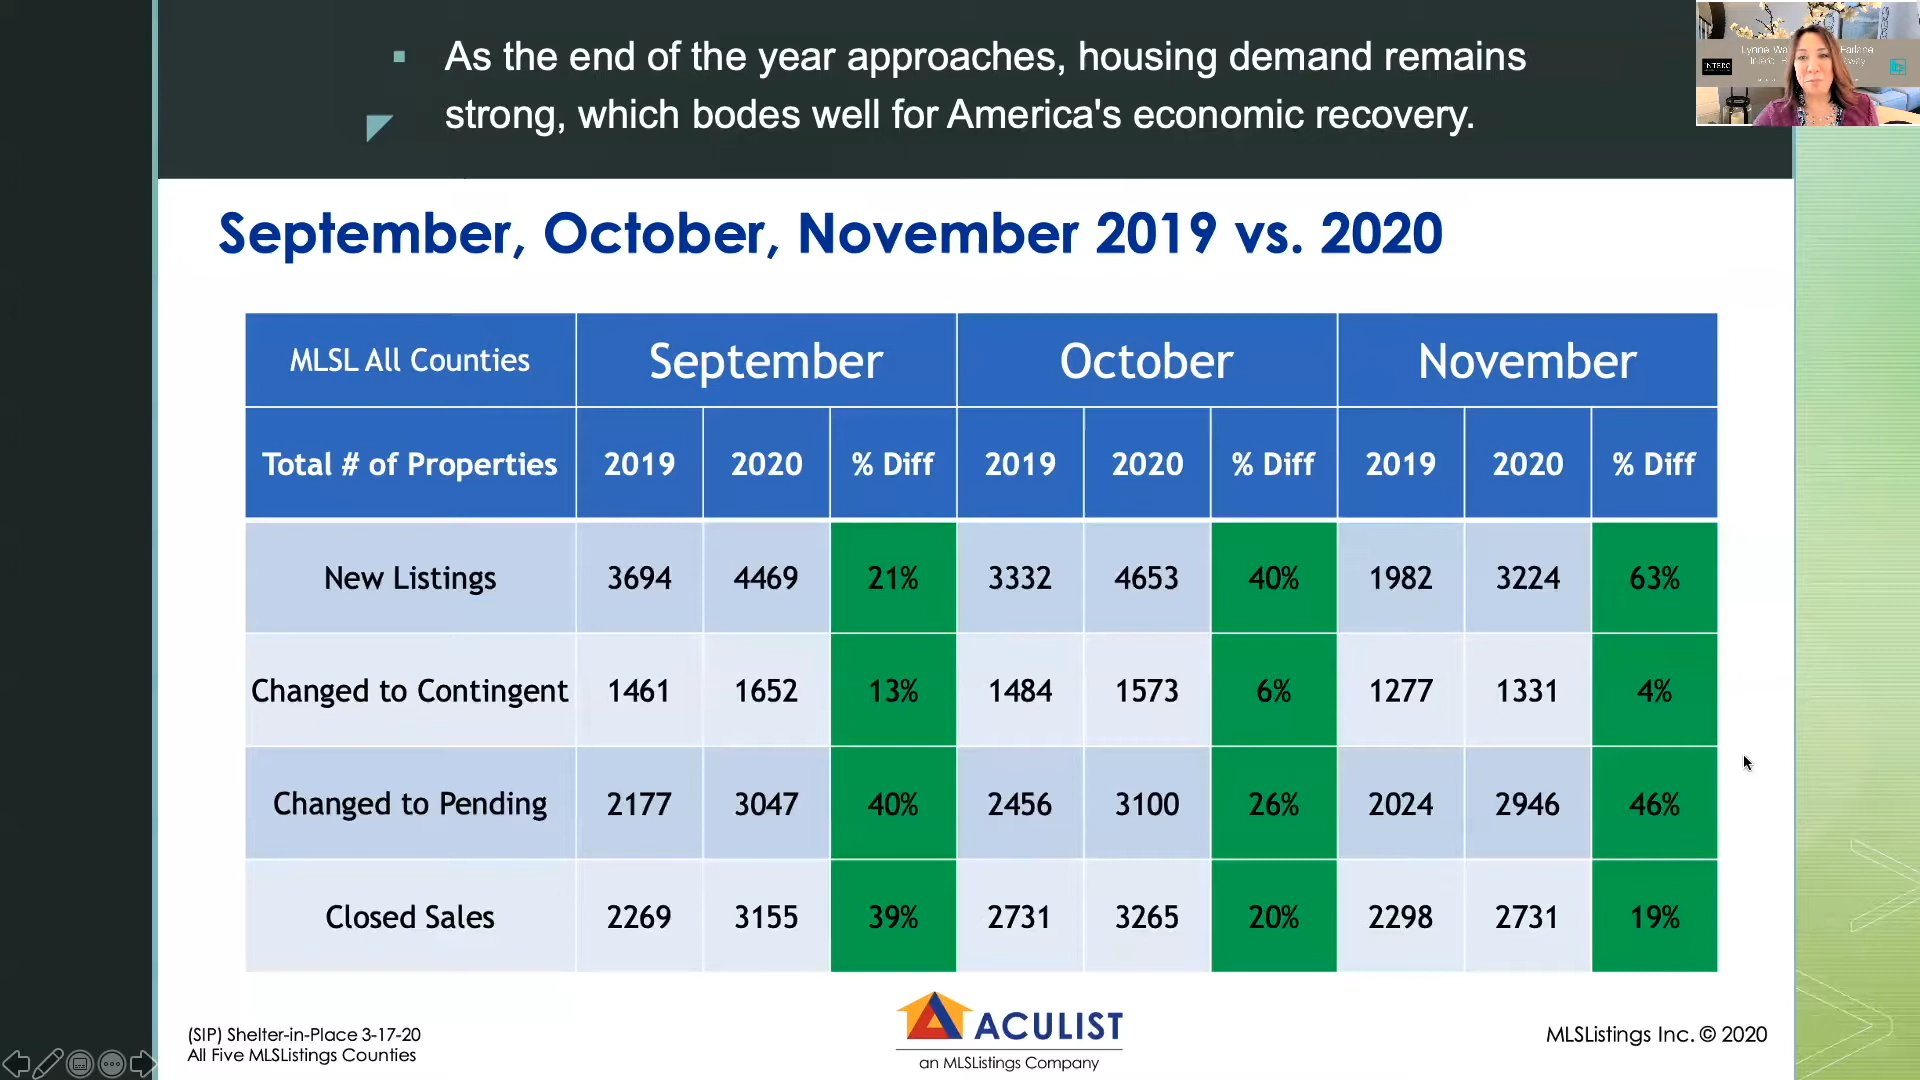 As the end of the year approaches, housing demand remains
strong, which bodes well for America's economic recovery.
INTERO
September, October, November 2019 vs. 2020
MLSL All Counties September October November
Total # of Properties 2019 2020 % Diff 2019 2020 % Diff 2019 2020 % Diff
New Listings 3694 4469 21% 3332 4653 40% 1982 3224 63%
Changed to Contingent 1461 1652 13% 1484 1573 6% 1277 1331 4%
Changed to Pending 2177 3047 40% 2456 3100 26% 2024 2946 46%
Closed Sales 2269 3155 39% 2731 3265 20% 2298 2731 19%
(SIP) Shelter-in-Place 3-17-20
All Five MLSListings Counties
ACULIST
an MLSListings Company
MLSListings Inc. © 2020